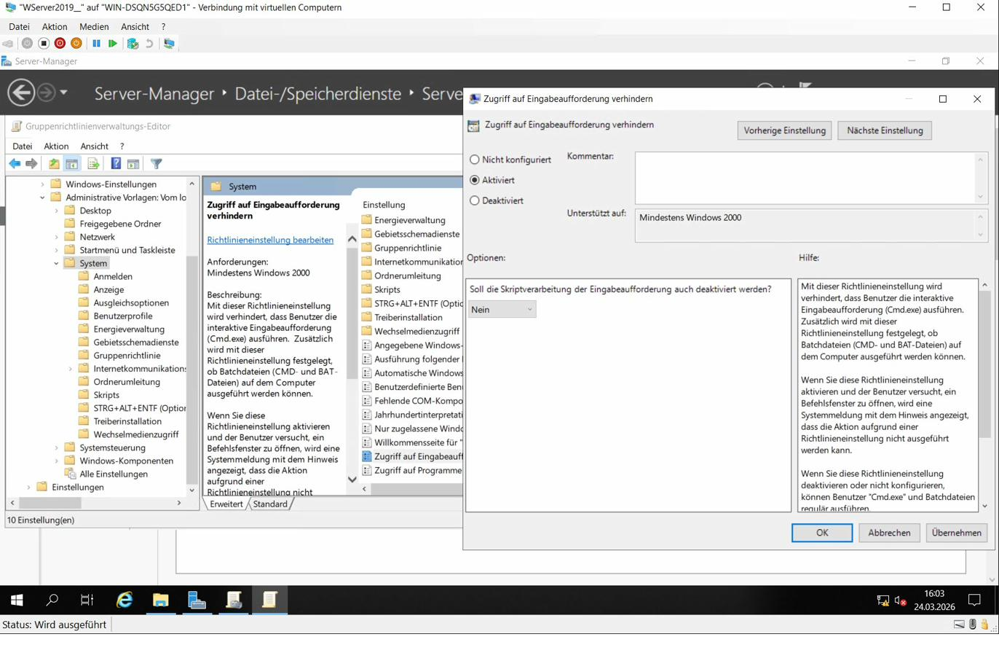 "WServer2019__" auf "WIN-DSQN5G5QED1" - Verbindung mit virtuellen Computern
Datei Aktion Medien Ansicht ?
Server-Manager
Server-Manager Datei-/Speicherdienste Serve
Gruppenrichtlinienverwaltungs-Editor
Datei Aktion Ansicht ?
Windows-Einstellungen
Administrative Vorlagen: Vom lo
Desktop
Freigegebene Ordner
Netzwerk
Startmenü und Taskleiste
System
Anmelden
Anzeige
Ausgleichsoptionen
Benutzerprofile
Energieverwaltung
Gebietsschemadienste
Gruppenrichtlinie
Internetkommunikations
Ordnerumleitung
Skripts
STRG+ALT+ENTF (Option
Treiberinstallation
Wechselmedienzugriff
Systemsteuerung
Windows-Komponenten
Alle Einstellungen
Einstellungen
10 Einstellung(en)
System
Zugriff auf Eingabeaufforderung
verhindern
Richtlinieneinstellung bearbeiten
Anforderungen:
Mindestens Windows 2000
Beschreibung:
Mit dieser Richtlinieneinstellung
wird verhindert, dass Benutzer die
interaktive Eingabeaufforderung
(Cmd.exe) ausführen. Zusätzlich
wird mit dieser
Richtlinieneinstellung festgelegt,
ob Batchdateien (CMD- und BAT-
Dateien) auf dem Computer
ausgeführt werden können.
Wenn Sie diese
Richtlinieneinstellung aktivieren
und der Benutzer versucht, ein
Befehlsfenster zu öffnen, wird eine
Systemmeldung mit dem Hinweis
angezeigt, dass die Aktion
aufgrund einer
Richtlinieneinstellung nicht
Erweitert Standard
Einstellung
Energieverwaltung
Gebietsschemadienste
Gruppenrichtlinie
Internetkommunikation
Ordnerumleitung
Skripts
STRG+ALT+ENTF (Optic
Treiberinstallation
Wechselmedienzugriff
Angegebene Windows-
Ausführung folgender
Automatische Windows
Benutzerdefinierte Ben
Fehlende COM-Kompo
Jahrhundertinterpretati
Nur zugelassene Windo
Willkommensseite für "
Zugriff auf Eingabeauff
Zugriff auf Programme
Zugriff auf Eingabeaufforderung verhindern
Zugriff auf Eingabeaufforderung verhindern
Vorherige Einstellung Nächste Einstellung
Nicht konfiguriert
Aktiviert
Deaktiviert
Kommentar:
Unterstützt auf:
Mindestens Windows 2000
Optionen:
Hilfe:
Soll die Skriptverarbeitung der Eingabeaufforderung auch deaktiviert werden?
Nein
Mit dieser Richtlinieneinstellung wird
verhindert, dass Benutzer die interaktive
Eingabeaufforderung (Cmd.exe) ausführen.
Zusätzlich wird mit dieser
Richtlinieneinstellung festgelegt, ob
Batchdateien (CMD- und BAT-Dateien) auf
dem Computer ausgeführt werden können.
Wenn Sie diese Richtlinieneinstellung
aktivieren und der Benutzer versucht, ein
Befehlsfenster zu öffnen, wird eine
Systemmeldung mit dem Hinweis angezeigt,
dass die Aktion aufgrund einer
Richtlinieneinstellung nicht ausgeführt
werden kann.
Wenn Sie diese Richtlinieneinstellung
deaktivieren oder nicht konfigurieren,
können Benutzer "Cmd.exe" und Batchdateien
regulär ausführen.
OK Abbrechen Übernehmen
16:03
24.03.2026
Status: Wird ausgeführt